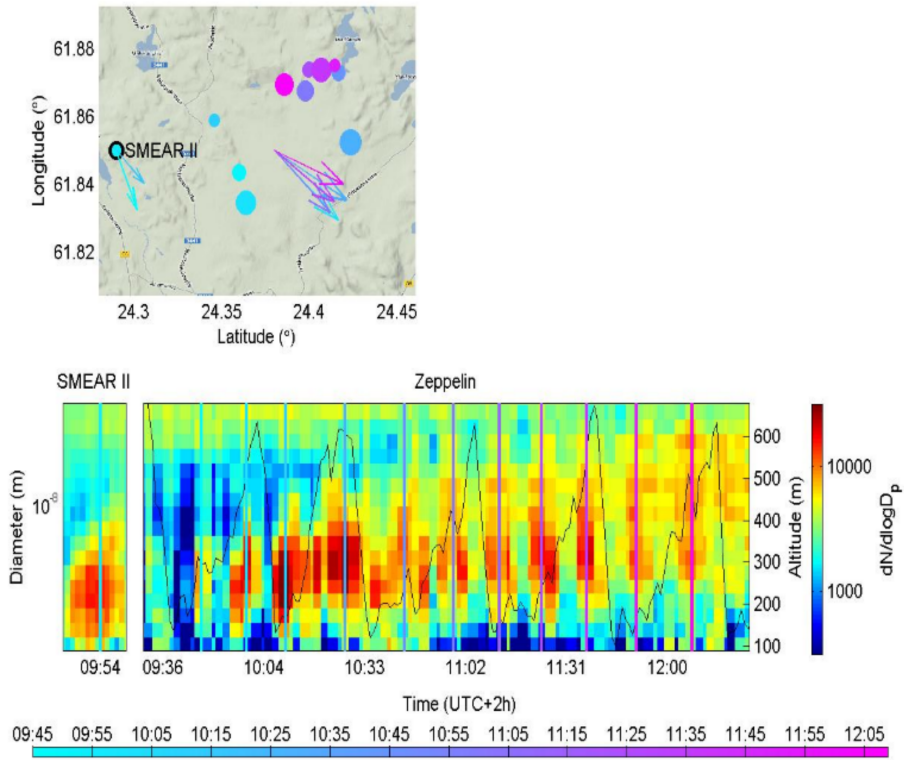 61.88
61.86
61.84
61.82
Longitude (°)
SMEAR II
24.3 24.35 24.4 24.45
Latitude (°)
SMEAR II Zeppelin
Diameter (m)
10⁻⁸
600
500
400
300
200
100
Altitude (m)
10000
1000
dN/dlogDₚ
09:54 09:36 10:04 10:33 11:02 11:31 12:00
Time (UTC+2h)
09:45 09:55 10:05 10:15 10:25 10:35 10:45 10:55 11:05 11:15 11:25 11:35 11:45 11:55 12:05